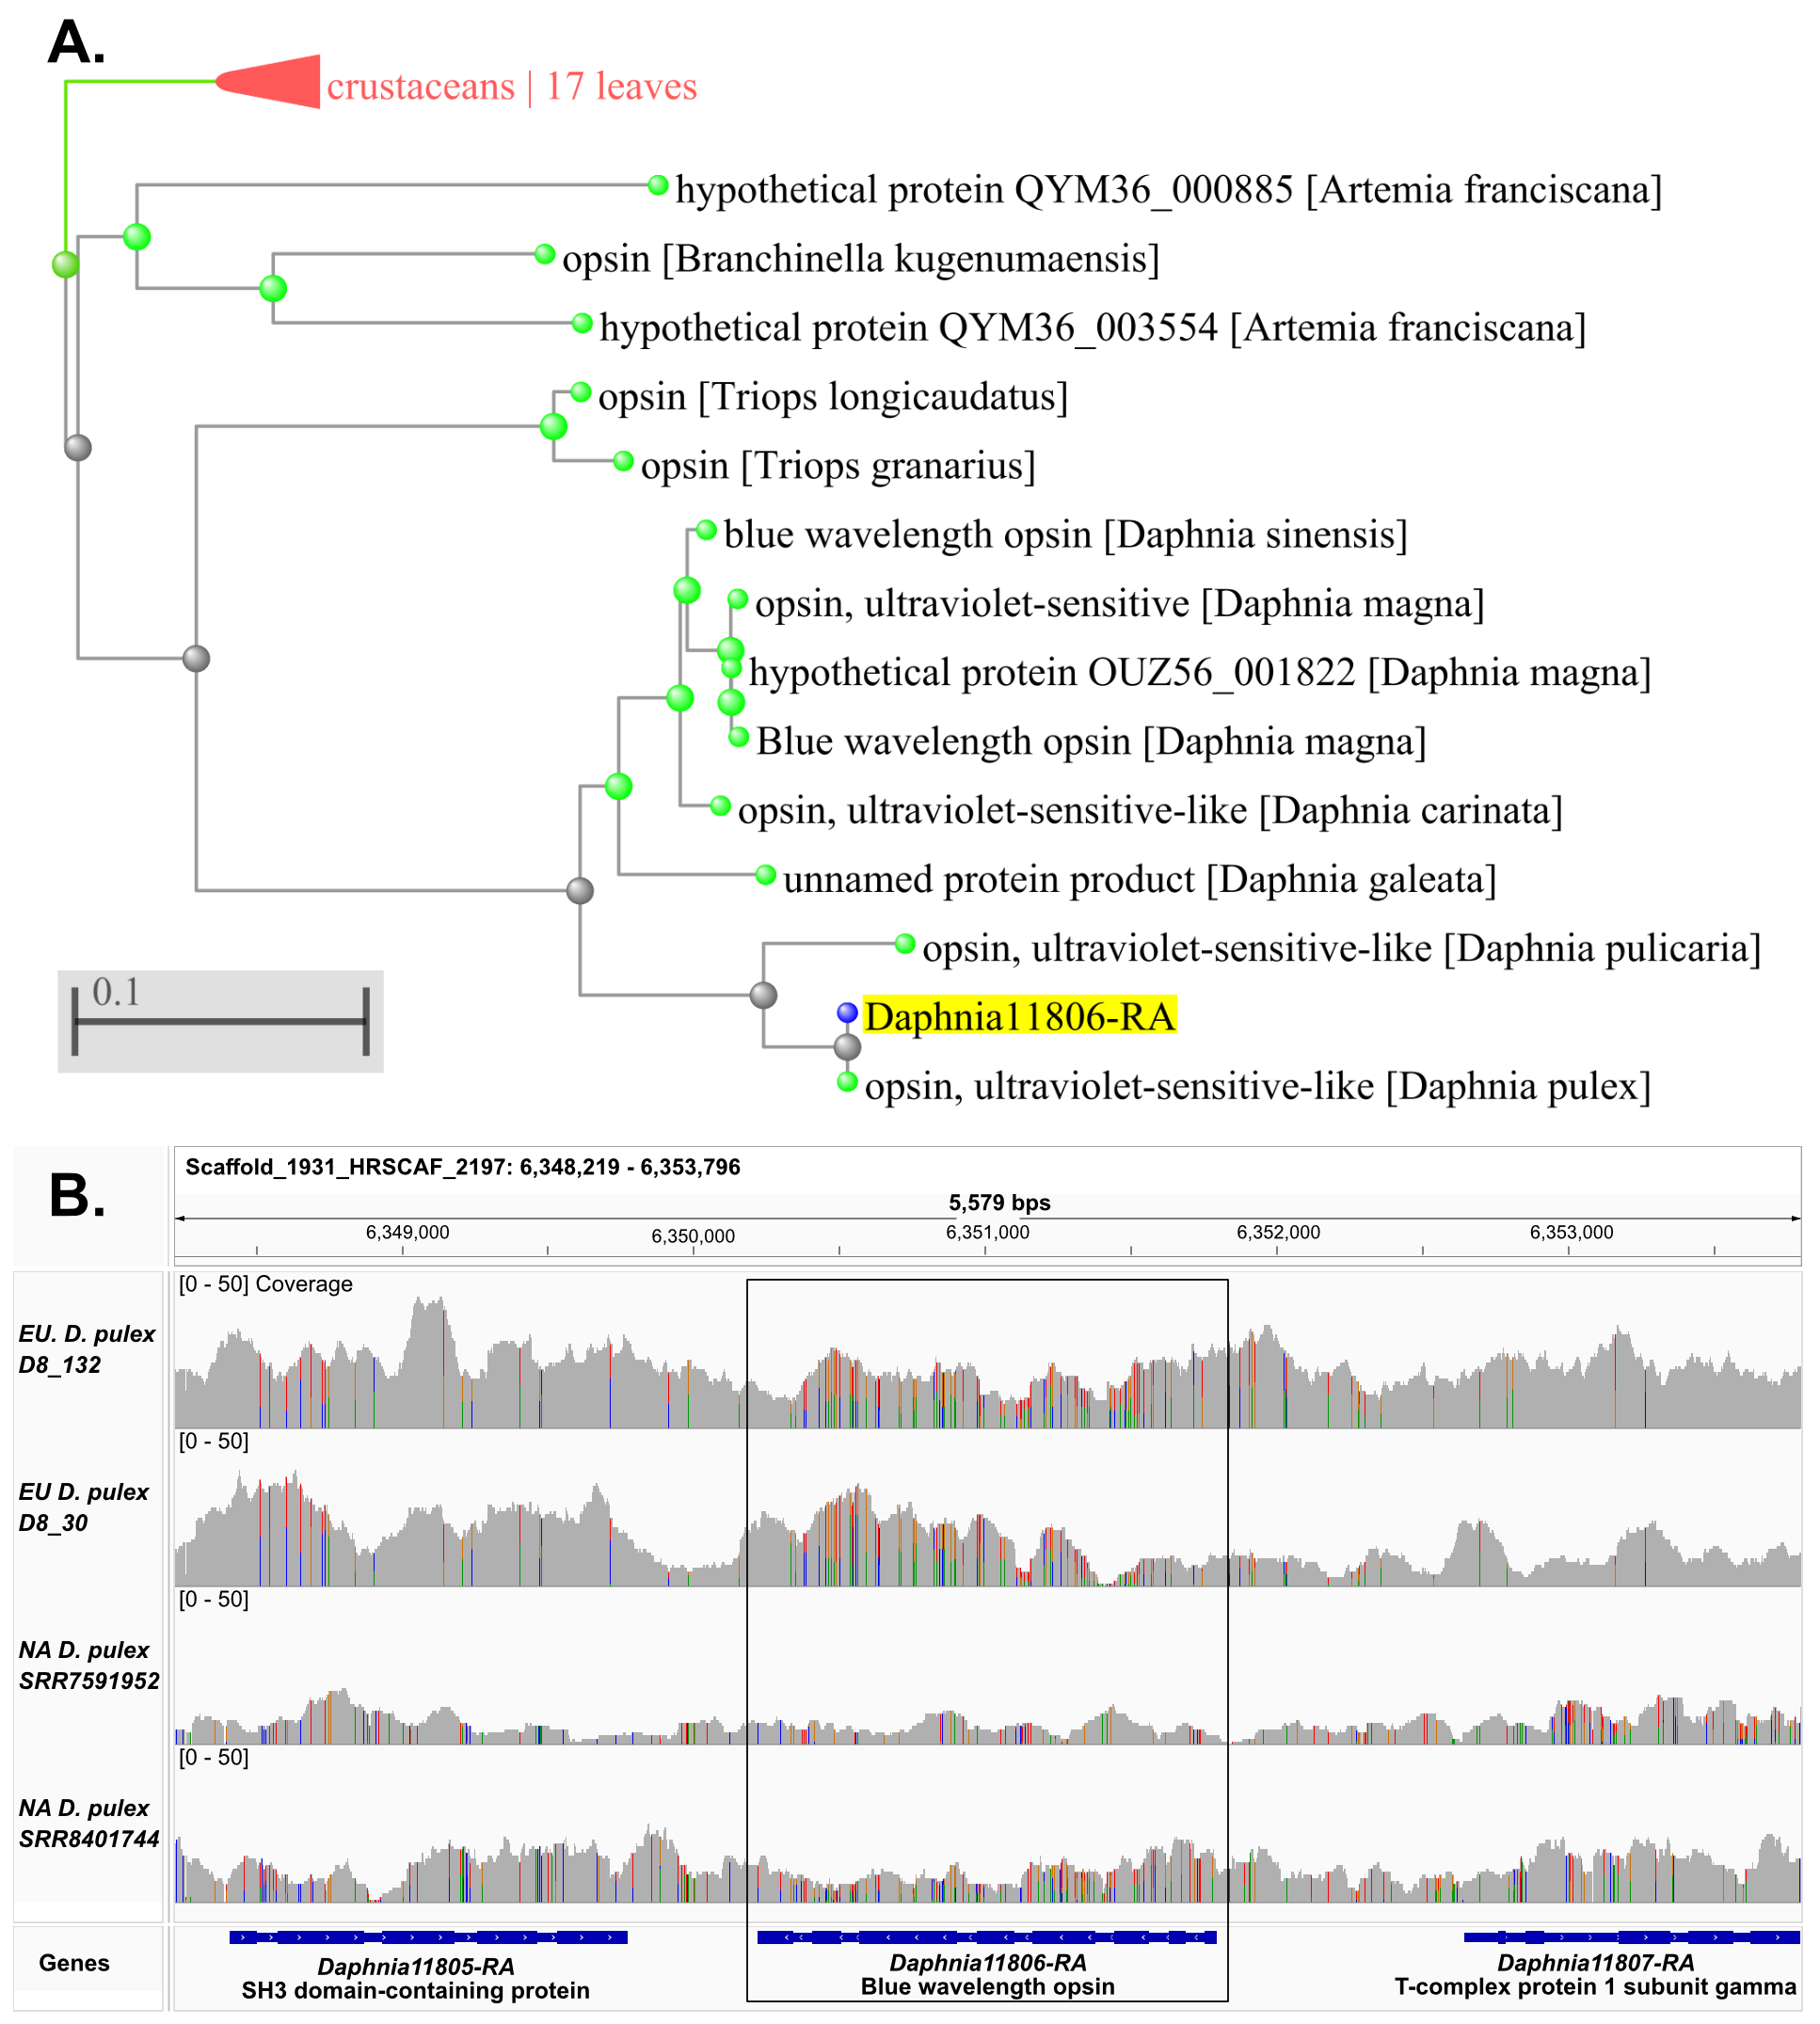 A.
crustaceans | 17 leaves
hypothetical protein QYM36_000885 [Artemia franciscana]
opsin [Branchinella kugenumaensis]
hypothetical protein QYM36_003554 [Artemia franciscana]
opsin [Triops longicaudatus]
opsin [Triops granarius]
blue wavelength opsin [Daphnia sinensis]
opsin, ultraviolet-sensitive [Daphnia magna]
hypothetical protein OUZ56_001822 [Daphnia magna]
Blue wavelength opsin [Daphnia magna]
opsin, ultraviolet-sensitive-like [Daphnia carinata]
unnamed protein product [Daphnia galeata]
opsin, ultraviolet-sensitive-like [Daphnia pulicaria]
Daphnia11806-RA
opsin, ultraviolet-sensitive-like [Daphnia pulex]
0.1
B.
Scaffold_1931_HRSCAF_2197: 6,348,219 - 6,353,796
5,579 bps
6,349,000 6,350,000 6,351,000 6,352,000 6,353,000
[0 - 50] Coverage
EU. D. pulex
D8_132
[0 - 50]
EU D. pulex
D8_30
[0 - 50]
NA D. pulex
SRR7591952
[0 - 50]
NA D. pulex
SRR8401744
Genes
Daphnia11805-RA
SH3 domain-containing protein
Daphnia11806-RA
Blue wavelength opsin
Daphnia11807-RA
T-complex protein 1 subunit gamma